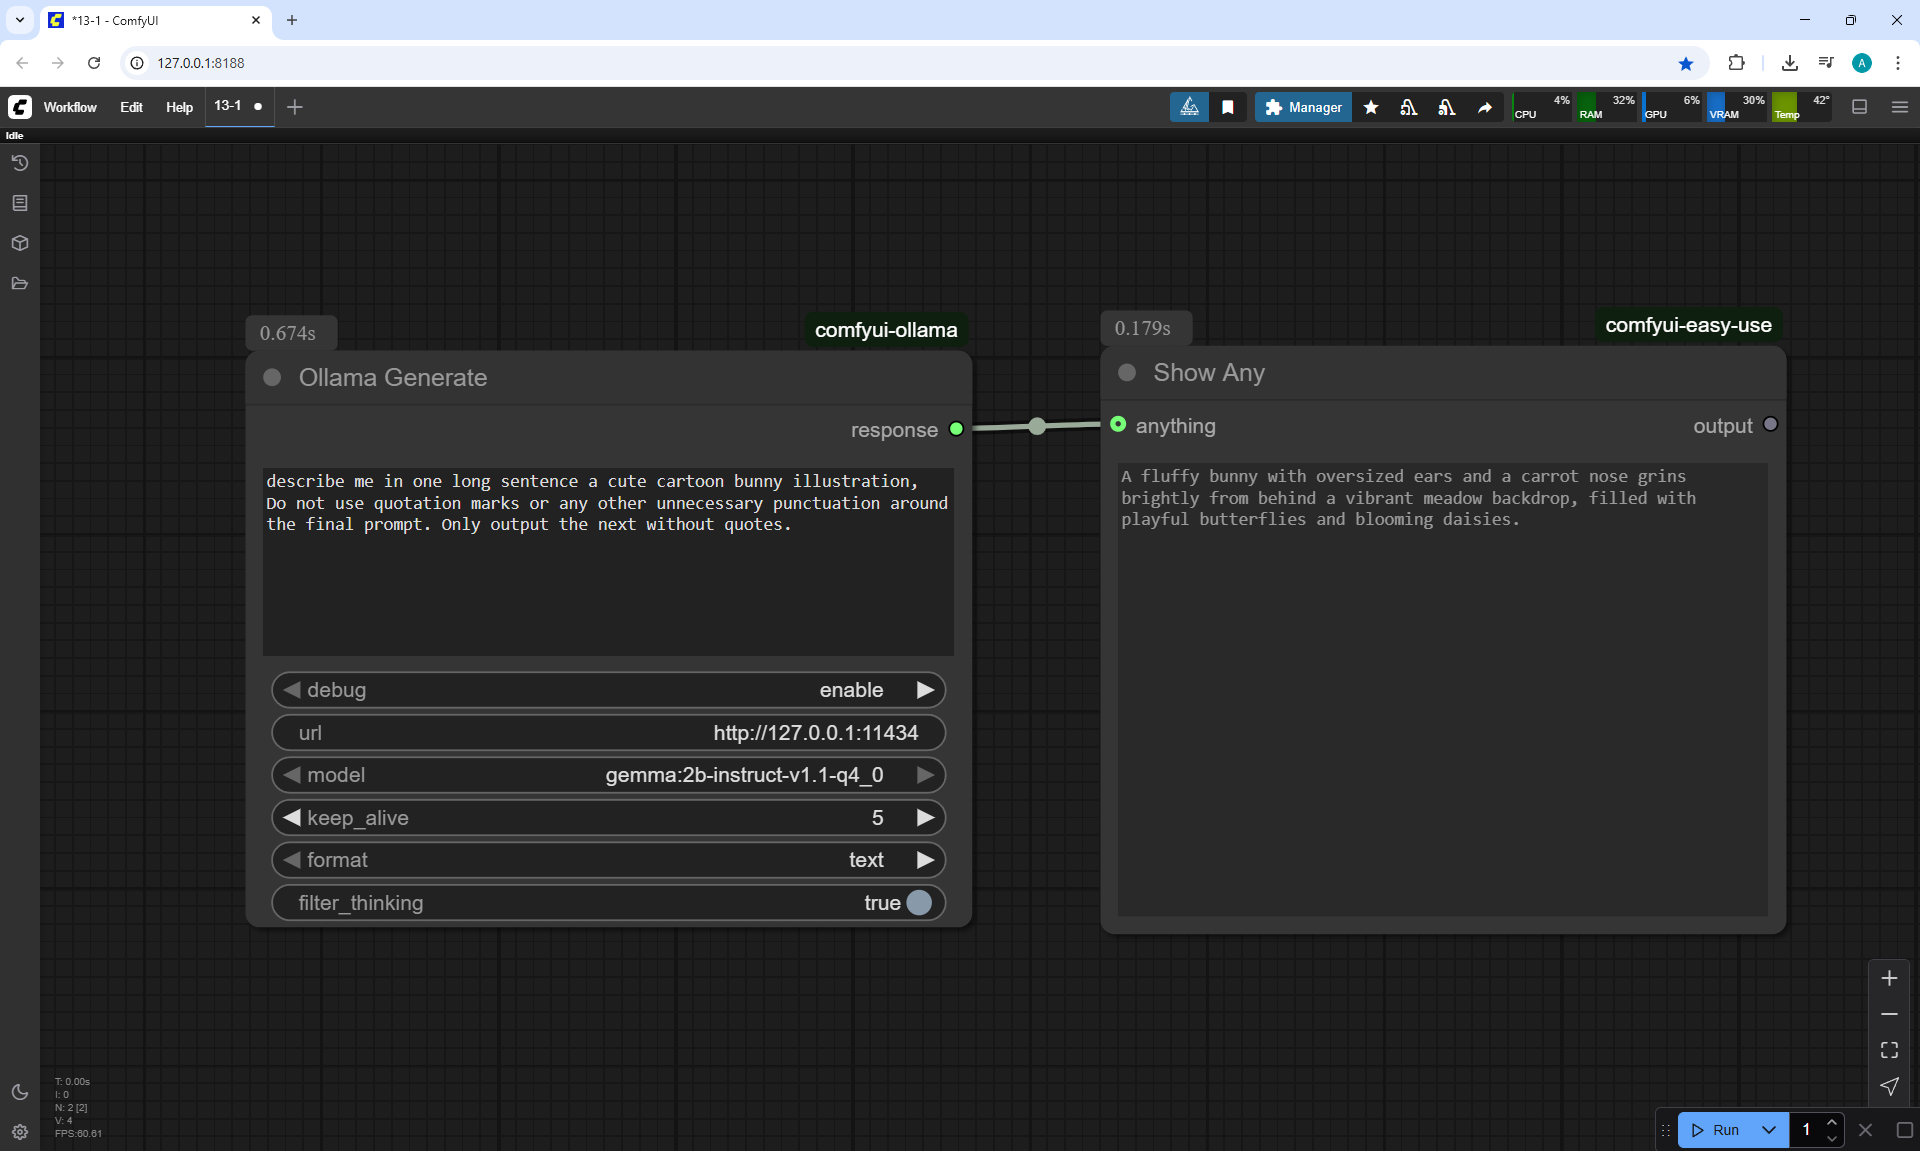 *13-1 - ComfyUI
127.0.0.1:8188
A
Workflow Edit Help 13-1
Manager
CPU 4% RAM 32% GPU 6% VRAM 30% Temp 42°
Idle
0.674s comfyui-ollama
Ollama Generate
response
describe me in one long sentence a cute cartoon bunny illustration,
Do not use quotation marks or any other unnecessary punctuation around
the final prompt. Only output the next without quotes.
debug enable
url http://127.0.0.1:11434
model gemma:2b-instruct-v1.1-q4_0
keep_alive 5
format text
filter_thinking true
0.179s comfyui-easy-use
Show Any
anything output
A fluffy bunny with oversized ears and a carrot nose grins
brightly from behind a vibrant meadow backdrop, filled with
playful butterflies and blooming daisies.
T: 0.00s
I: 0
N: 2 [2]
V: 4
FPS:60.61
Run 1